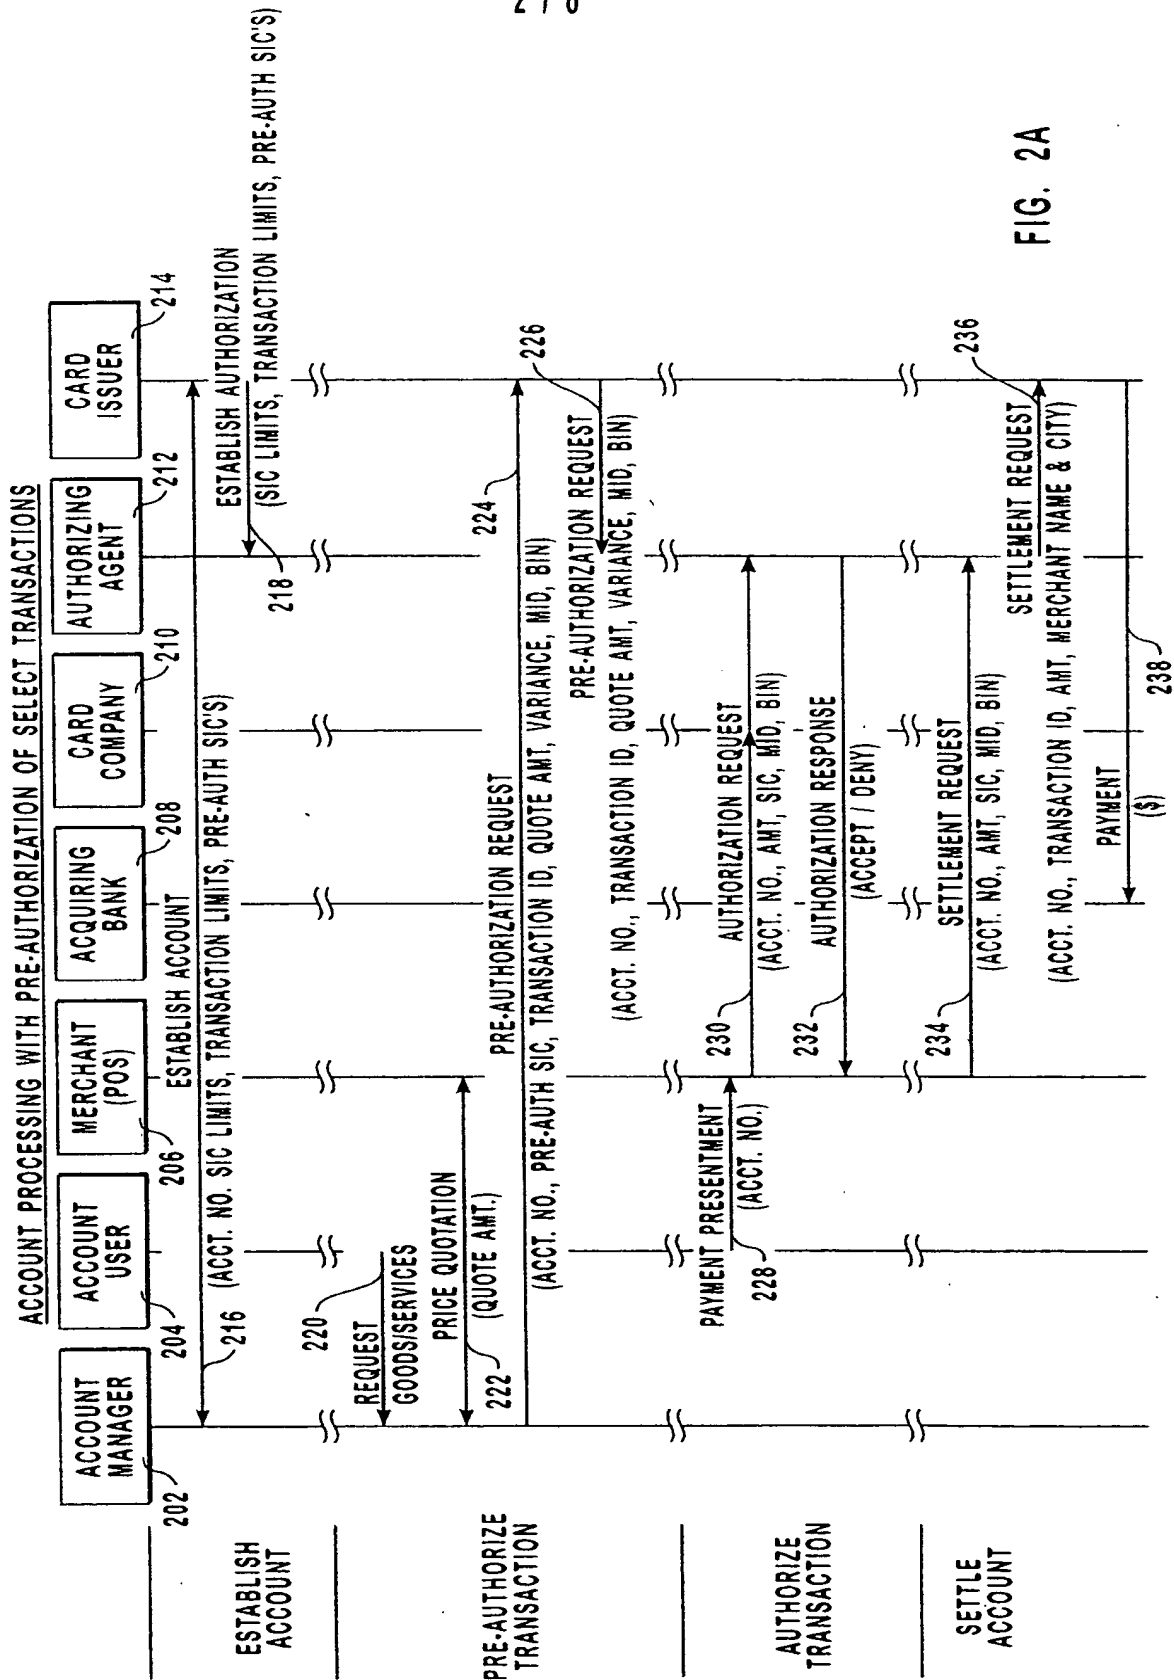 2 / 8
ACCOUNT PROCESSING WITH PRE-AUTHORIZATION OF SELECT TRANSACTIONS
ACCOUNT
MANAGER
202
ACCOUNT
USER
204
MERCHANT
(POS)
206
ACQUIRING
BANK
208
CARD
COMPANY
210
AUTHORIZING
AGENT
212
CARD
ISSUER
214
ESTABLISH
ACCOUNT
ESTABLISH ACCOUNT
216
(ACCT. NO. SIC LIMITS, TRANSACTION LIMITS, PRE-AUTH SIC'S)
ESTABLISH AUTHORIZATION
218
(SIC LIMITS, TRANSACTION LIMITS, PRE-AUTH SIC'S)
PRE-AUTHORIZE
TRANSACTION
220
REQUEST
GOODS/SERVICES
PRICE QUOTATION
(QUOTE AMT.)
222
PRE-AUTHORIZATION REQUEST
224
(ACCT. NO., PRE-AUTH SIC, TRANSACTION ID, QUOTE AMT, VARIANCE, MID, BIN)
226
PRE-AUTHORIZATION REQUEST
(ACCT. NO., TRANSACTION ID, QUOTE AMT, VARIANCE, MID, BIN)
AUTHORIZE
TRANSACTION
PAYMENT PRESENTMENT
(ACCT. NO.)
228
230
AUTHORIZATION REQUEST
(ACCT. NO., AMT, SIC, MID, BIN)
232
AUTHORIZATION RESPONSE
(ACCEPT / DENY)
SETTLE
ACCOUNT
234
SETTLEMENT REQUEST
(ACCT. NO., AMT, SIC, MID, BIN)
236
SETTLEMENT REQUEST
(ACCT. NO., TRANSACTION ID, AMT, MERCHANT NAME & CITY)
PAYMENT
($)
238
FIG. 2A